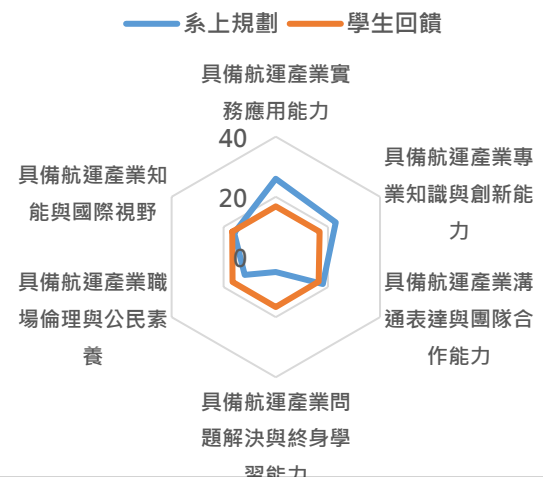 系上規劃 學生回饋
具備航運產業實
務應用能力
40
20
0
具備航運產業專
業知識與創新能
力
具備航運產業溝
通表達與團隊合
作能力
具備航運產業問
題解決與終身學
習能力
具備航運產業職
場倫理與公民素
養
具備航運產業知
能與國際視野